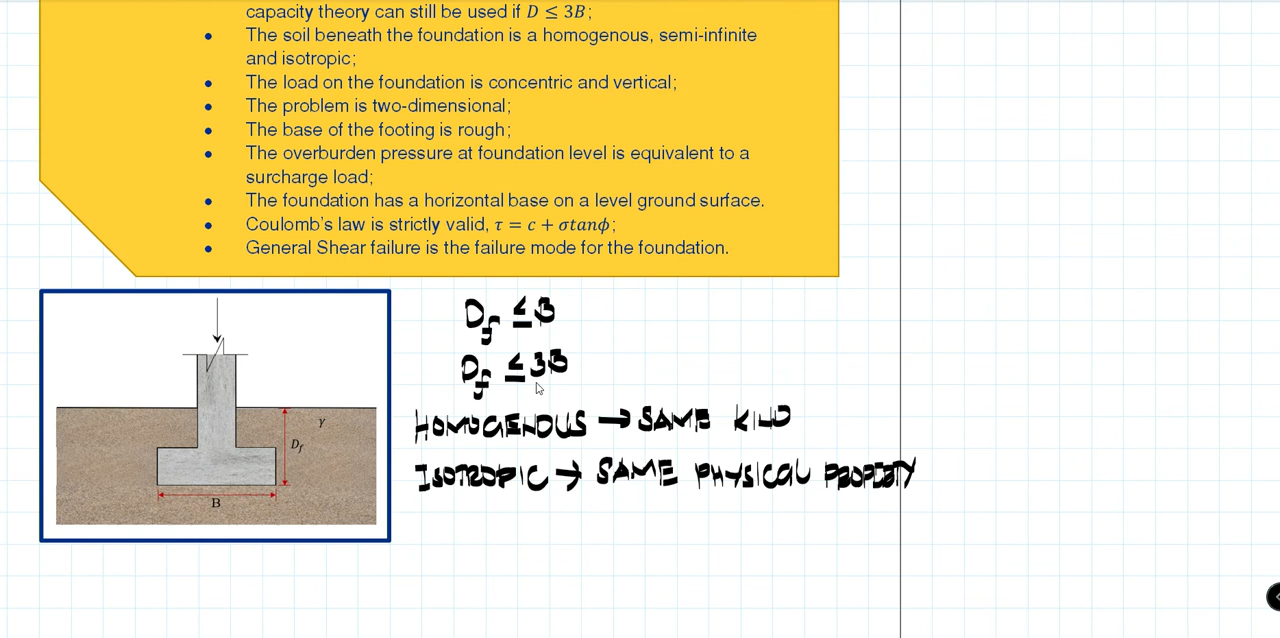 capacity theory can still be used if D ≤ 3B;
• The soil beneath the foundation is a homogenous, semi-infinite
and isotropic;
• The load on the foundation is concentric and vertical;
• The problem is two-dimensional;
• The base of the footing is rough;
• The overburden pressure at foundation level is equivalent to a
surcharge load;
• The foundation has a horizontal base on a level ground surface.
• Coulomb's law is strictly valid, τ = c + σtanϕ;
• General Shear failure is the failure mode for the foundation.
D_f ≤ B
D_f ≤ 3B
HOMOGENOUS → SAME KIND
ISOTROPIC → SAME PHYSICAL PROPERTY
γ
D_f
B